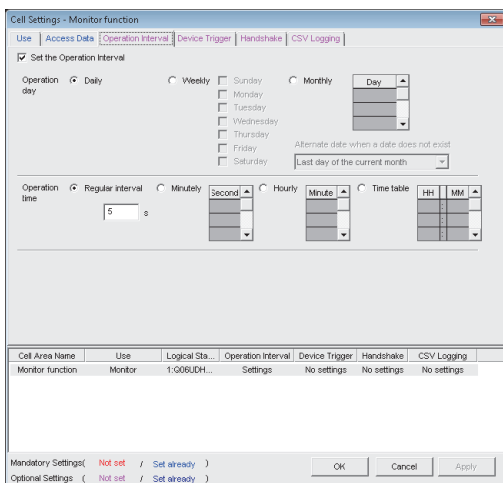 Cell Settings - Monitor function
Use Access Data Operation Interval Device Trigger Handshake CSV Logging
Set the Operation Interval
Operation day Daily Weekly Sunday Monthly Day
Monday
Tuesday
Wednesday
Thursday
Friday Alternate date when a date does not exist
Saturday Last day of the current month
Operation time Regular interval Minutely Second Hourly Minute Time table HH MM
5 s
Cell Area Name Use Logical Sta... Operation Interval Device Trigger Handshake CSV Logging
Monitor function Monitor 1:Q06UDH... Settings No settings No settings No settings
Mandatory Settings( Not set / Set already ) OK Cancel Apply
Optional Settings ( Not set / Set already )